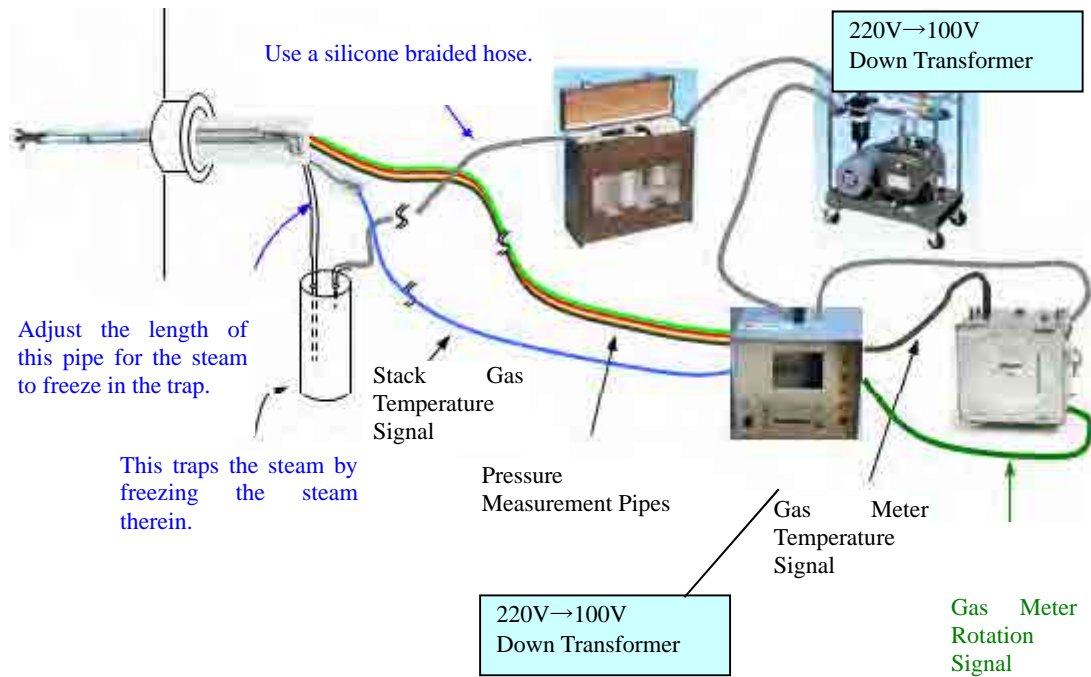 220V→100V
Down Transformer
Use a silicone braided hose.
Adjust the length of
this pipe for the steam
to freeze in the trap.
Stack Gas
Temperature
Signal
This traps the steam by
freezing the steam
therein.
Pressure
Measurement Pipes
Gas Meter
Temperature
Signal
220V→100V
Down Transformer
Gas Meter
Rotation
Signal